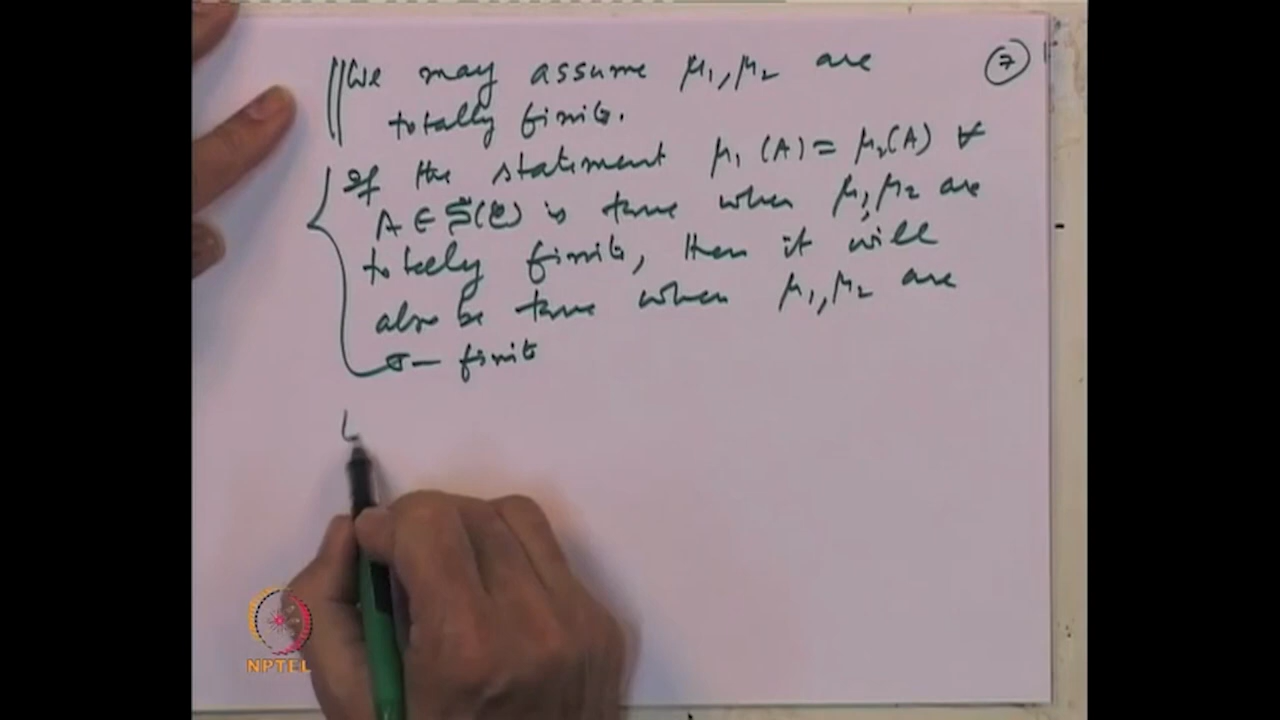 We may assume μ₁, μ₂ are
totally finite.
⑦
If the statement μ₁(A) = μ₂(A) ∀
A ∈ S(C) is true when μ₁, μ₂ are
totally finite, then it will
also be true when μ₁, μ₂ are
σ- finite
NPTEL